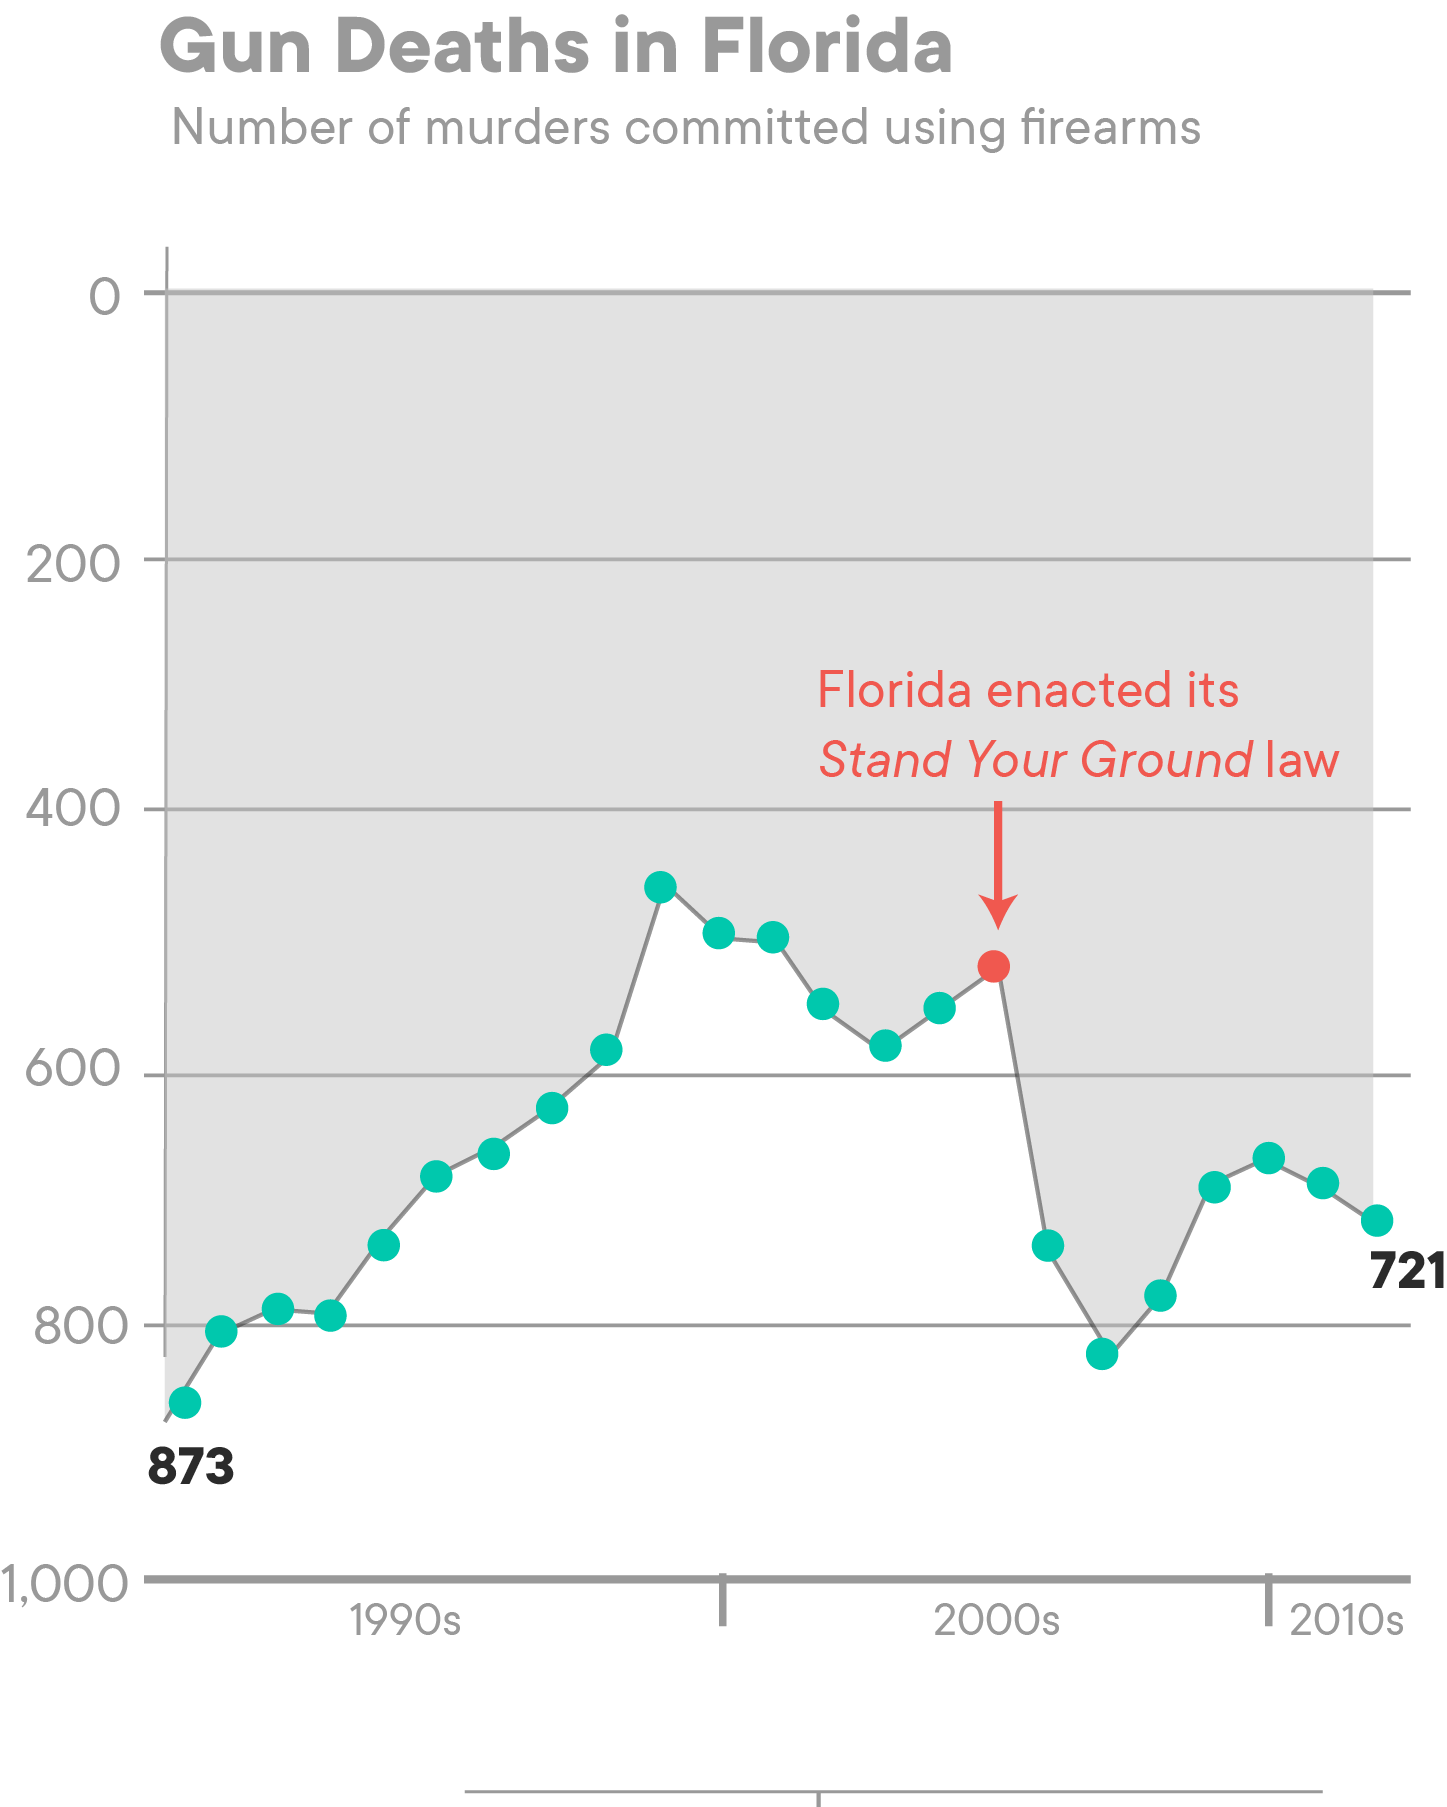 Gun Deaths in Florida
Number of murders committed using firearms
0
200
Florida enacted its
Stand Your Ground law
400
600
721
800
873
1,000
1990s 2000s 2010s